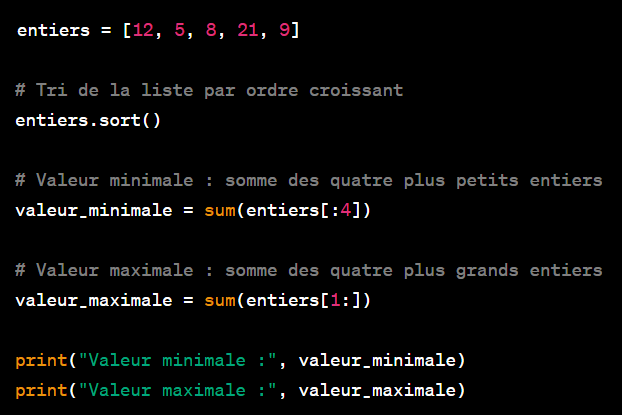 entiers = [12, 5, 8, 21, 9]
# Tri de la liste par ordre croissant
entiers.sort()
# Valeur minimale : somme des quatre plus petits entiers
valeur_minimale = sum(entiers[:4])
# Valeur maximale : somme des quatre plus grands entiers
valeur_maximale = sum(entiers[1:])
print("Valeur minimale :", valeur_minimale)
print("Valeur maximale :", valeur_maximale)